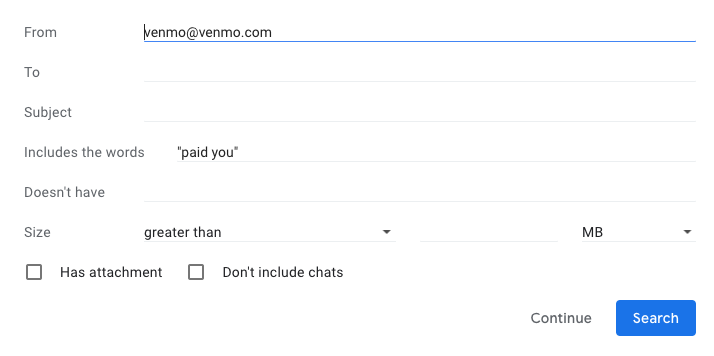 From venmo@venmo.com
To
Subject
Includes the words "paid you"
Doesn't have
Size greater than MB
Has attachment Don't include chats
Continue Search